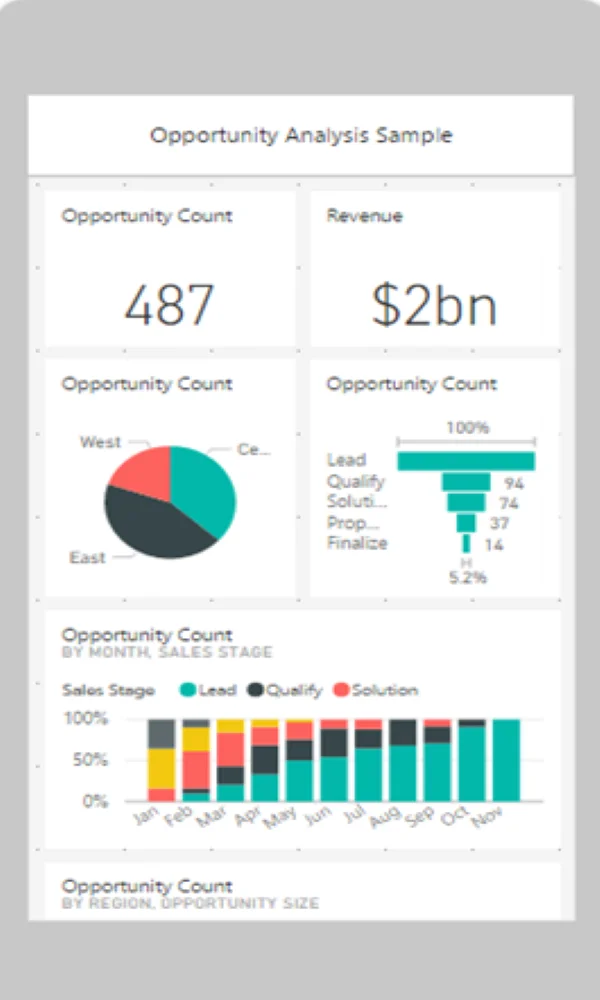 Opportunity Analysis Sample
Opportunity Count
487
Revenue
$2bn
Opportunity Count
West
Ce...
East
Opportunity Count
100%
Lead
Qualify 94
Soluti... 74
Prop... 37
Finalize 14
5.2%
Opportunity Count
BY MONTH, SALES STAGE
Sales Stage Lead Qualify Solution
100%
50%
0%
Jan Feb Mar Apr May Jun Jul Aug Sep Oct Nov
Opportunity Count
BY REGION, OPPORTUNITY SIZE